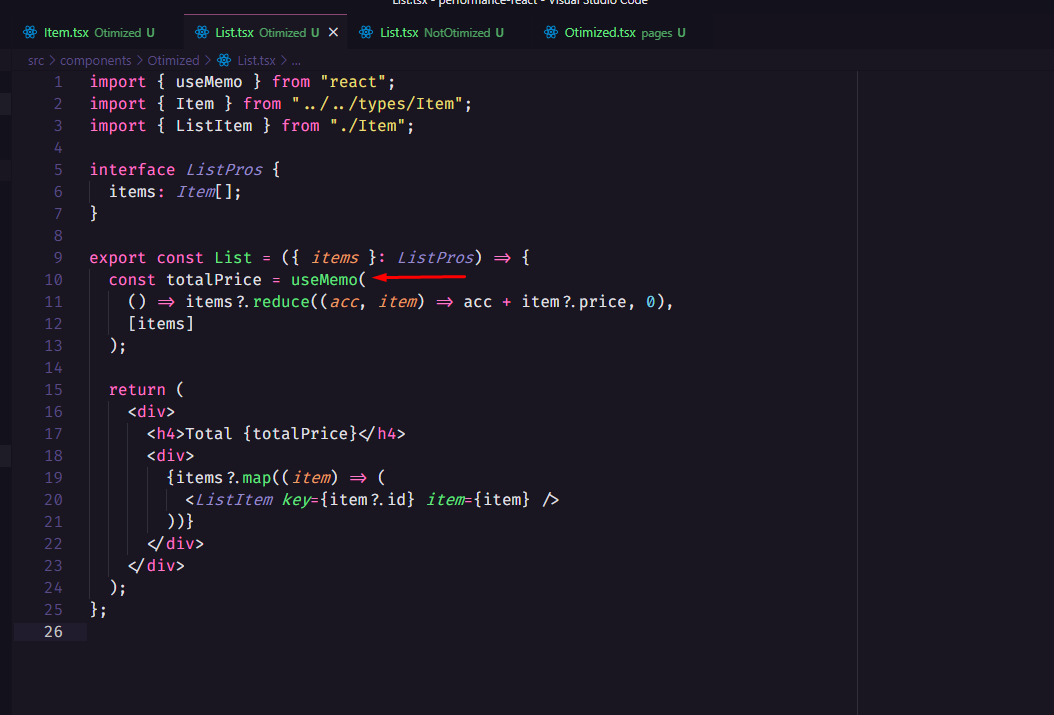 List.tsx - performance-react - Visual Studio Code
Item.tsx Otimized U
List.tsx Otimized U ×
List.tsx NotOtimized U
Otimized.tsx pages U
src > components > Otimized > List.tsx > ...
1 import { useMemo } from "react";
2 import { Item } from "../../types/Item";
3 import { ListItem } from "./Item";
4
5 interface ListPros {
6 items: Item[];
7 }
8
9 export const List = ({ items }: ListPros) => {
10 const totalPrice = useMemo(
11 () => items?.reduce((acc, item) => acc + item?.price, 0),
12 [items]
13 );
14
15 return (
16 <div>
17 <h4>Total {totalPrice}</h4>
18 <div>
19 {items?.map((item) => (
20 <ListItem key={item?.id} item={item} />
21 ))}
22 </div>
23 </div>
24 );
25 };
26